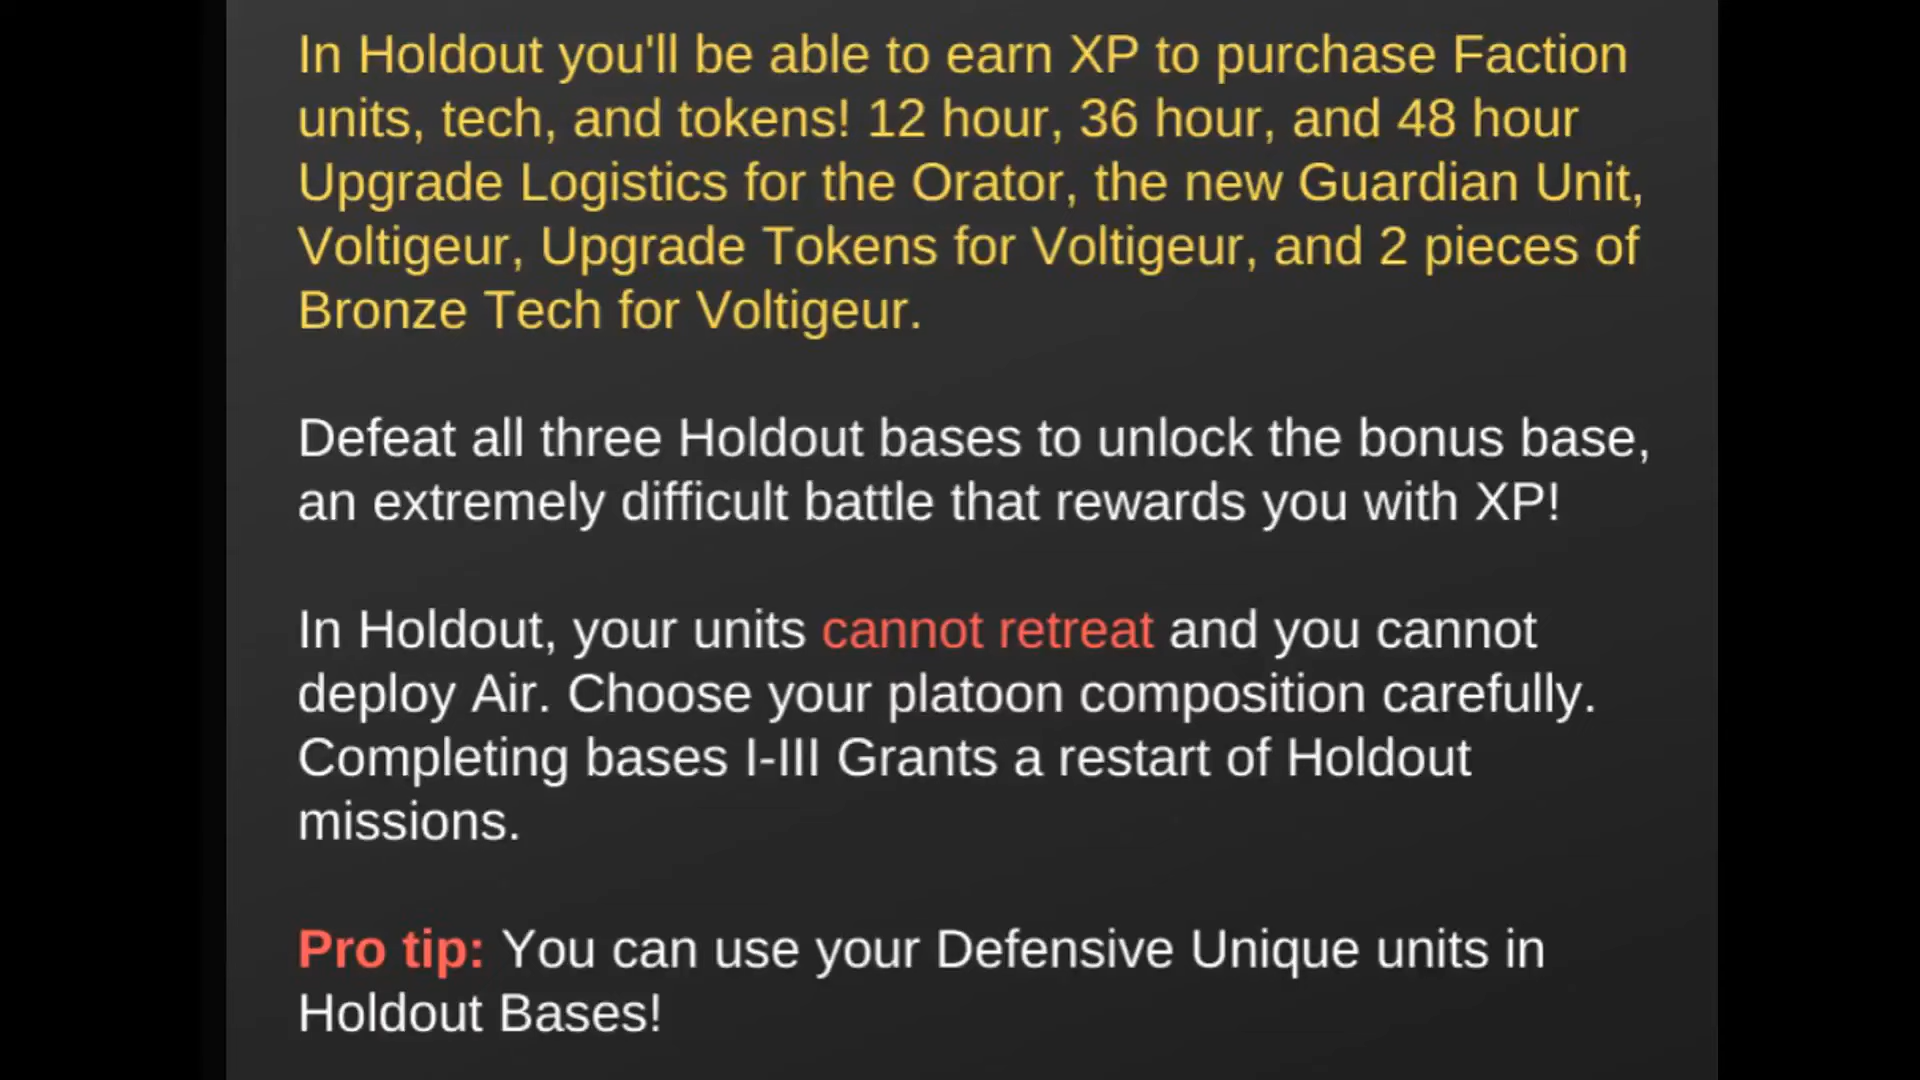 In Holdout you'll be able to earn XP to purchase Faction
units, tech, and tokens! 12 hour, 36 hour, and 48 hour
Upgrade Logistics for the Orator, the new Guardian Unit,
Voltigeur, Upgrade Tokens for Voltigeur, and 2 pieces of
Bronze Tech for Voltigeur.
Defeat all three Holdout bases to unlock the bonus base,
an extremely difficult battle that rewards you with XP!
In Holdout, your units cannot retreat and you cannot
deploy Air. Choose your platoon composition carefully.
Completing bases I-III Grants a restart of Holdout
missions.
Pro tip: You can use your Defensive Unique units in
Holdout Bases!